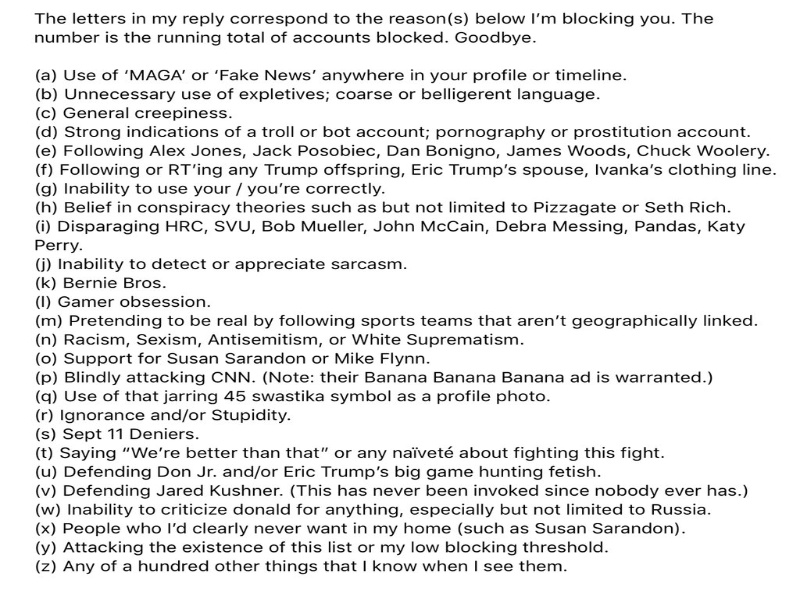 The letters in my reply correspond to the reason(s) below I'm blocking you. The
number is the running total of accounts blocked. Goodbye.
(a) Use of 'MAGA' or 'Fake News' anywhere in your profile or timeline.
(b) Unnecessary use of expletives; coarse or belligerent language.
(c) General creepiness.
(d) Strong indications of a troll or bot account; pornography or prostitution account.
(e) Following Alex Jones, Jack Posobiec, Dan Bonigno, James Woods, Chuck Woolery.
(f) Following or RT'ing any Trump offspring, Eric Trump's spouse, Ivanka's clothing line.
(g) Inability to use your / you're correctly.
(h) Belief in conspiracy theories such as but not limited to Pizzagate or Seth Rich.
(i) Disparaging HRC, SVU, Bob Mueller, John McCain, Debra Messing, Pandas, Katy
Perry.
(j) Inability to detect or appreciate sarcasm.
(k) Bernie Bros.
(l) Gamer obsession.
(m) Pretending to be real by following sports teams that aren't geographically linked.
(n) Racism, Sexism, Antisemitism, or White Suprematism.
(o) Support for Susan Sarandon or Mike Flynn.
(p) Blindly attacking CNN. (Note: their Banana Banana Banana ad is warranted.)
(q) Use of that jarring 45 swastika symbol as a profile photo.
(r) Ignorance and/or Stupidity.
(s) Sept 11 Deniers.
(t) Saying "We're better than that" or any naïveté about fighting this fight.
(u) Defending Don Jr. and/or Eric Trump's big game hunting fetish.
(v) Defending Jared Kushner. (This has never been invoked since nobody ever has.)
(w) Inability to criticize donald for anything, especially but not limited to Russia.
(x) People who I'd clearly never want in my home (such as Susan Sarandon).
(y) Attacking the existence of this list or my low blocking threshold.
(z) Any of a hundred other things that I know when I see them.